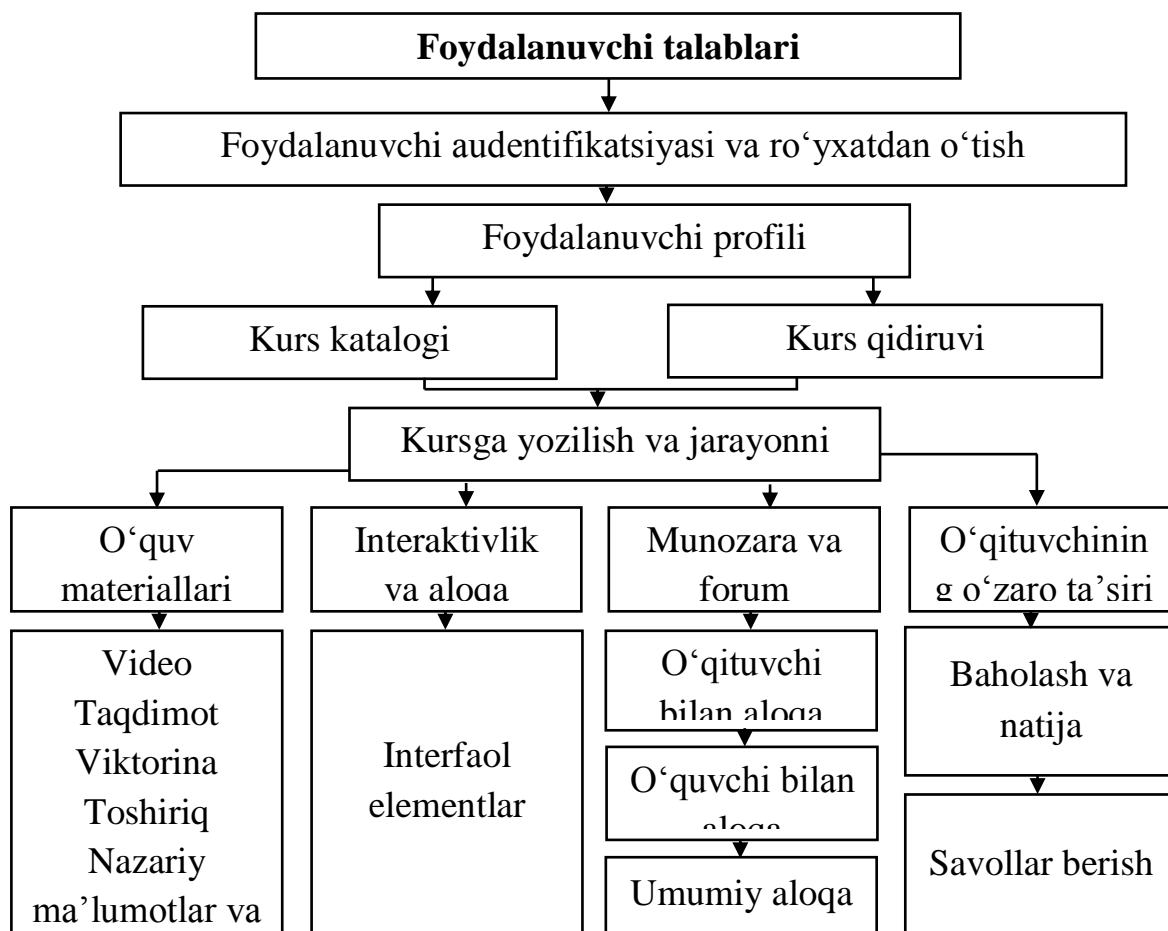 Foydalanuvchi talablari
Foydalanuvchi audentifikatsiyasi va ro‘yxatdan o‘tish
Foydalanuvchi profili
Kurs katalogi
Kurs qidiruvi
Kursga yozilish va jarayonni
O‘quv
materiallari
Interaktivlik
va aloqa
Munozara va
forum
O‘qituvchinin
g o‘zaro ta’siri
Video
Taqdimot
Viktorina
Toshiriq
Nazariy
ma’lumotlar va
Interfaol
elementlar
O‘qituvchi
bilan aloqa
O‘quvchi bilan
aloqa
Umumiy aloqa
Baholash va
natija
Savollar berish